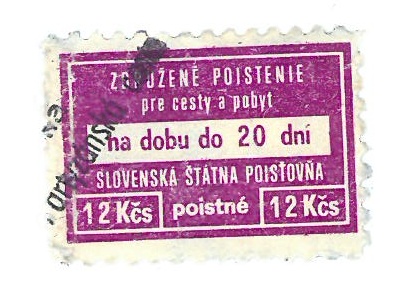 ZDRUŽENÉ POISTENIE
pre cesty a pobyt
na dobu do 20 dní
SLOVENSKÁ ŠTÁTNA POISŤOVŇA
12 Kčs poistné 12 Kčs